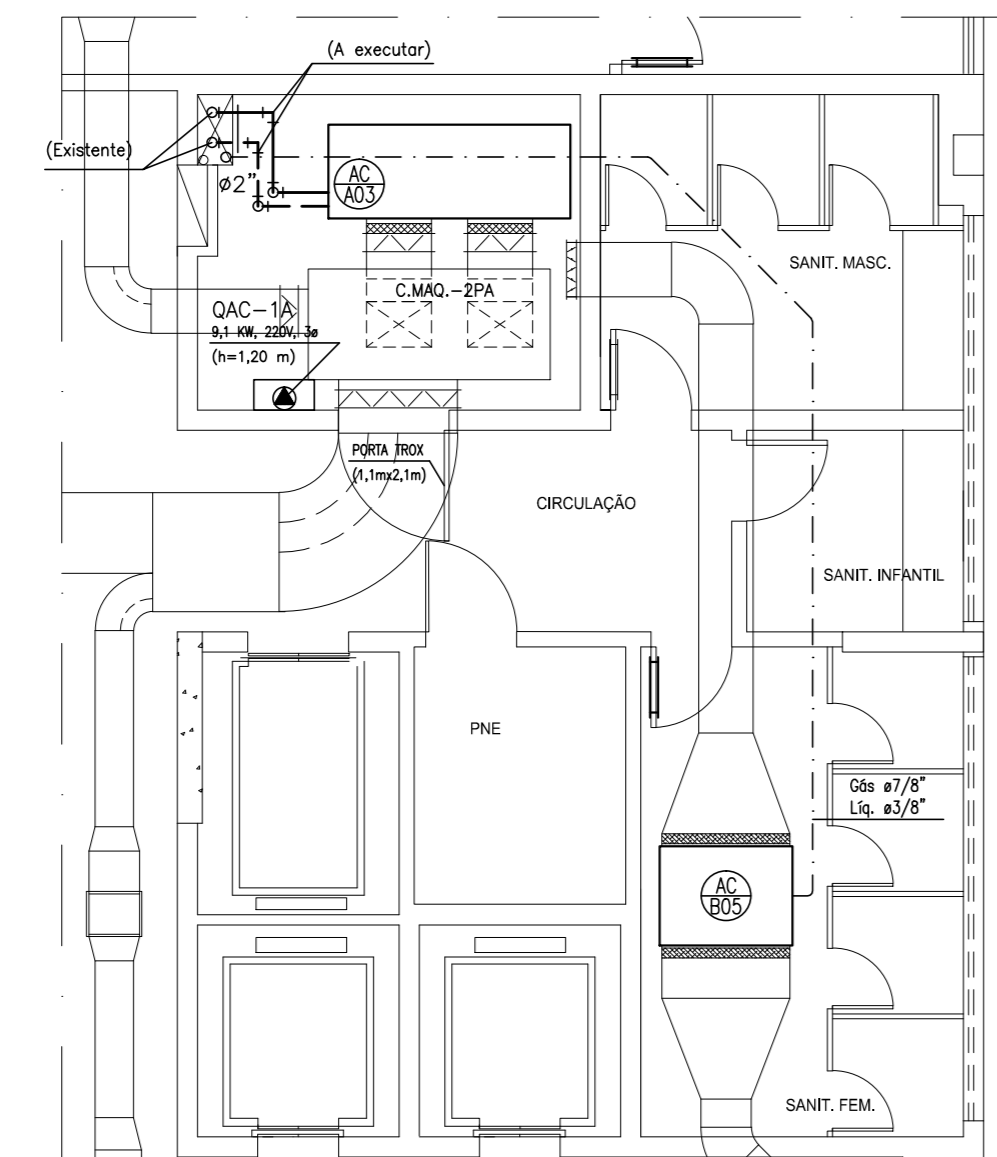 (A executar)
(Existente)
ø2"
AC
A03
SANIT. MASC.
C.MAQ.-2PA
QAC-1A
9,1 KW, 220V, 3ø
(h=1,20 m)
PORTA TROX
(1,1mx2,1m)
CIRCULAÇÃO
SANIT. INFANTIL
PNE
Gás ø7/8"
Líq. ø3/8"
AC
B05
SANIT. FEM.